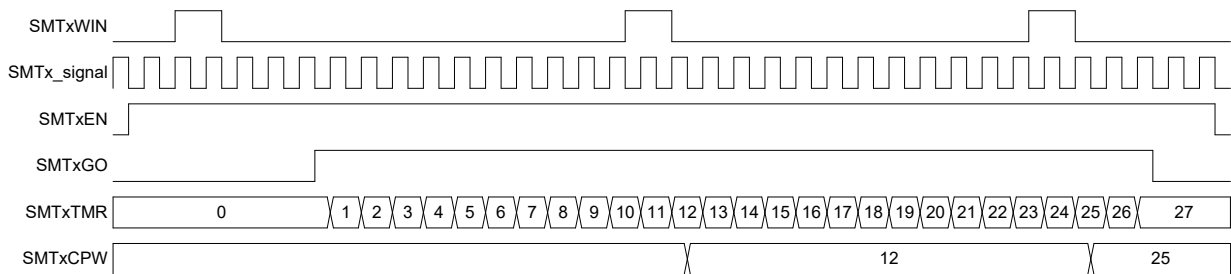 SMTxWIN
SMTx_signal
SMTxEN
SMTxGO
SMTxTMR 0 1 2 3 4 5 6 7 8 9 10 11 12 13 14 15 16 17 18 19 20 21 22 23 24 25 26 27
SMTxCPW 12 25